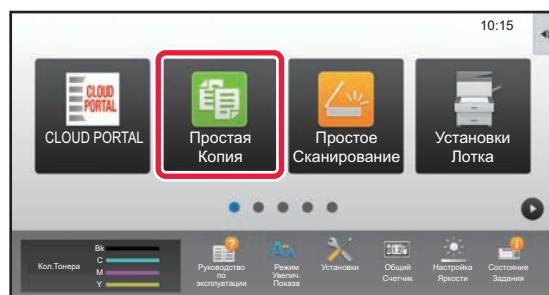 10:15
CLOUD
PORTAL
CLOUD PORTAL
Простая
Копия
Простое
Сканирование
Установки
Лотка
Кол.Тонера
Bk
C
M
Y
Руководство
по
эксплуатации
Режим
Увелич.
Показа
Установки
Общий
Счетчик
Настройка
Яркости
Состояние
Задания